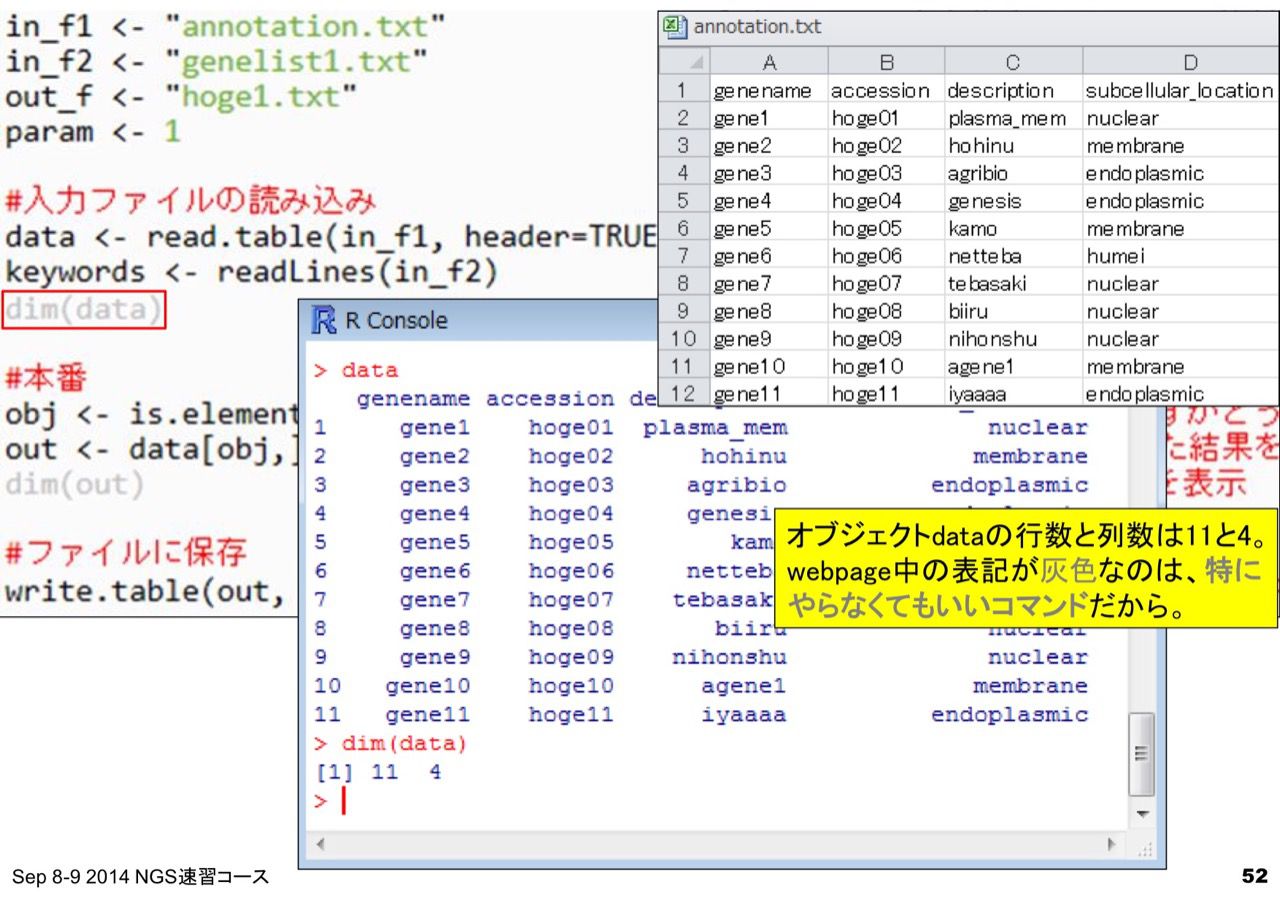 in_f1 <- "annotation.txt"
in_f2 <- "genelist1.txt"
out_f <- "hoge1.txt"
param <- 1
#入力ファイルの読み込み
data <- read.table(in_f1, header=TRUE
keywords <- readLines(in_f2)
dim(data)
#本番
obj <- is.element
out <- data[obj,]
dim(out)
#ファイルに保存
write.table(out,
annotation.txt
A B C D
1 genename accession description subcellular_location
2 gene1 hoge01 plasma_mem nuclear
3 gene2 hoge02 hohinu membrane
4 gene3 hoge03 agribio endoplasmic
5 gene4 hoge04 genesis endoplasmic
6 gene5 hoge05 kamo membrane
7 gene6 hoge06 netteba humei
8 gene7 hoge07 tebasaki nuclear
9 gene8 hoge08 biiru nuclear
10 gene9 hoge09 nihonshu nuclear
11 gene10 hoge10 agene1 membrane
12 gene11 hoge11 iyaaaa endoplasmic
R Console
> data
genename accession de
1 gene1 hoge01 plasma_mem nuclear
2 gene2 hoge02 hohinu membrane
3 gene3 hoge03 agribio endoplasmic
4 gene4 hoge04 genesi
5 gene5 hoge05 kam
6 gene6 hoge06 netteb
7 gene7 hoge07 tebasak
8 gene8 hoge08 biiru nuclear
9 gene9 hoge09 nihonshu nuclear
10 gene10 hoge10 agene1 membrane
11 gene11 hoge11 iyaaaa endoplasmic
> dim(data)
[1] 11 4
>
すかどう
た結果を
を表示
オブジェクトdataの行数と列数は11と4。
webpage中の表記が灰色なのは、特に
やらなくてもいいコマンドだから。
Sep 8-9 2014 NGS速習コース
52